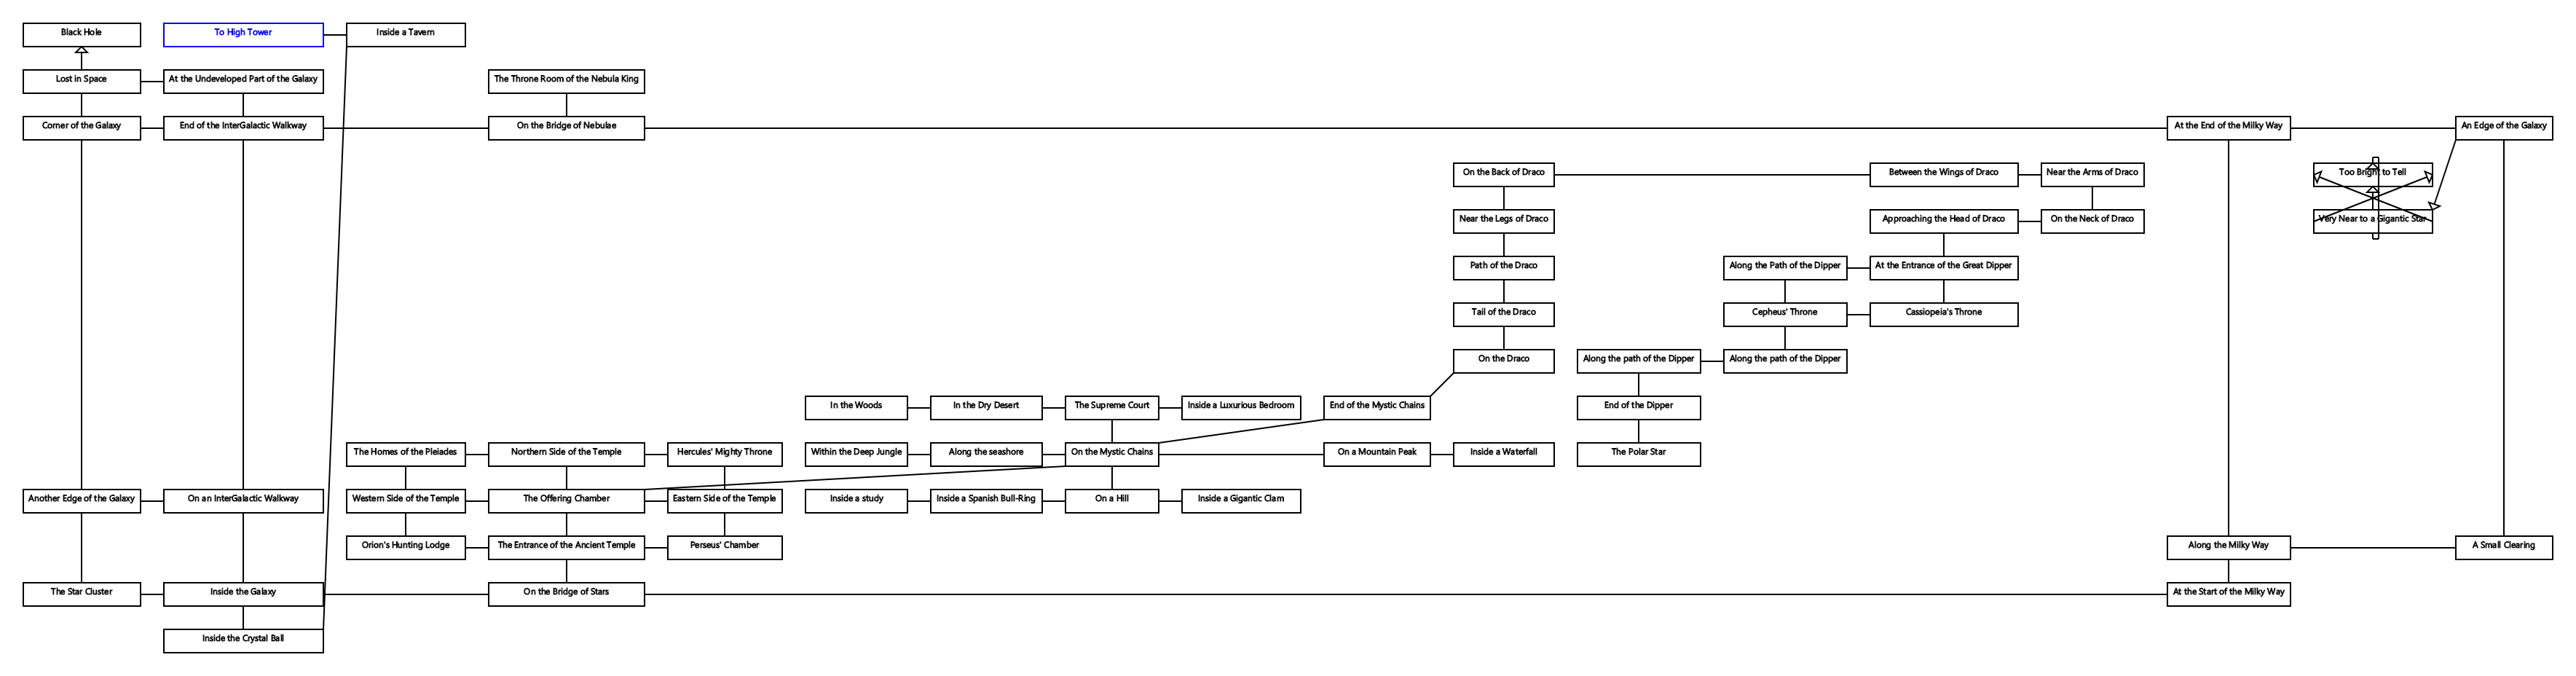 Black Hole
To High Tower
Inside a Tavern
Lost in Space
At the Undeveloped Part of the Galaxy
The Throne Room of the Nebula King
Corner of the Galaxy
End of the InterGalactic Walkway
On the Bridge of Nebulae
At the End of the Milky Way
An Edge of the Galaxy
On the Back of Draco
Between the Wings of Draco
Near the Arms of Draco
Too Bright to Tell
Near the Legs of Draco
Approaching the Head of Draco
On the Neck of Draco
Very Near to a Gigantic Star
Path of the Draco
Along the Path of the Dipper
At the Entrance of the Great Dipper
Tail of the Draco
Cepheus' Throne
Cassiopeia's Throne
On the Draco
Along the path of the Dipper
Along the path of the Dipper
In the Woods
In the Dry Desert
The Supreme Court
Inside a Luxurious Bedroom
End of the Mystic Chains
End of the Dipper
The Homes of the Pleiades
Northern Side of the Temple
Hercules' Mighty Throne
Within the Deep Jungle
Along the seashore
On the Mystic Chains
On a Mountain Peak
Inside a Waterfall
The Polar Star
Another Edge of the Galaxy
On an InterGalactic Walkway
Western Side of the Temple
The Offering Chamber
Eastern Side of the Temple
Inside a study
Inside a Spanish Bull-Ring
On a Hill
Inside a Gigantic Clam
Orion's Hunting Lodge
The Entrance of the Ancient Temple
Perseus' Chamber
Along the Milky Way
A Small Clearing
The Star Cluster
Inside the Galaxy
On the Bridge of Stars
At the Start of the Milky Way
Inside the Crystal Ball